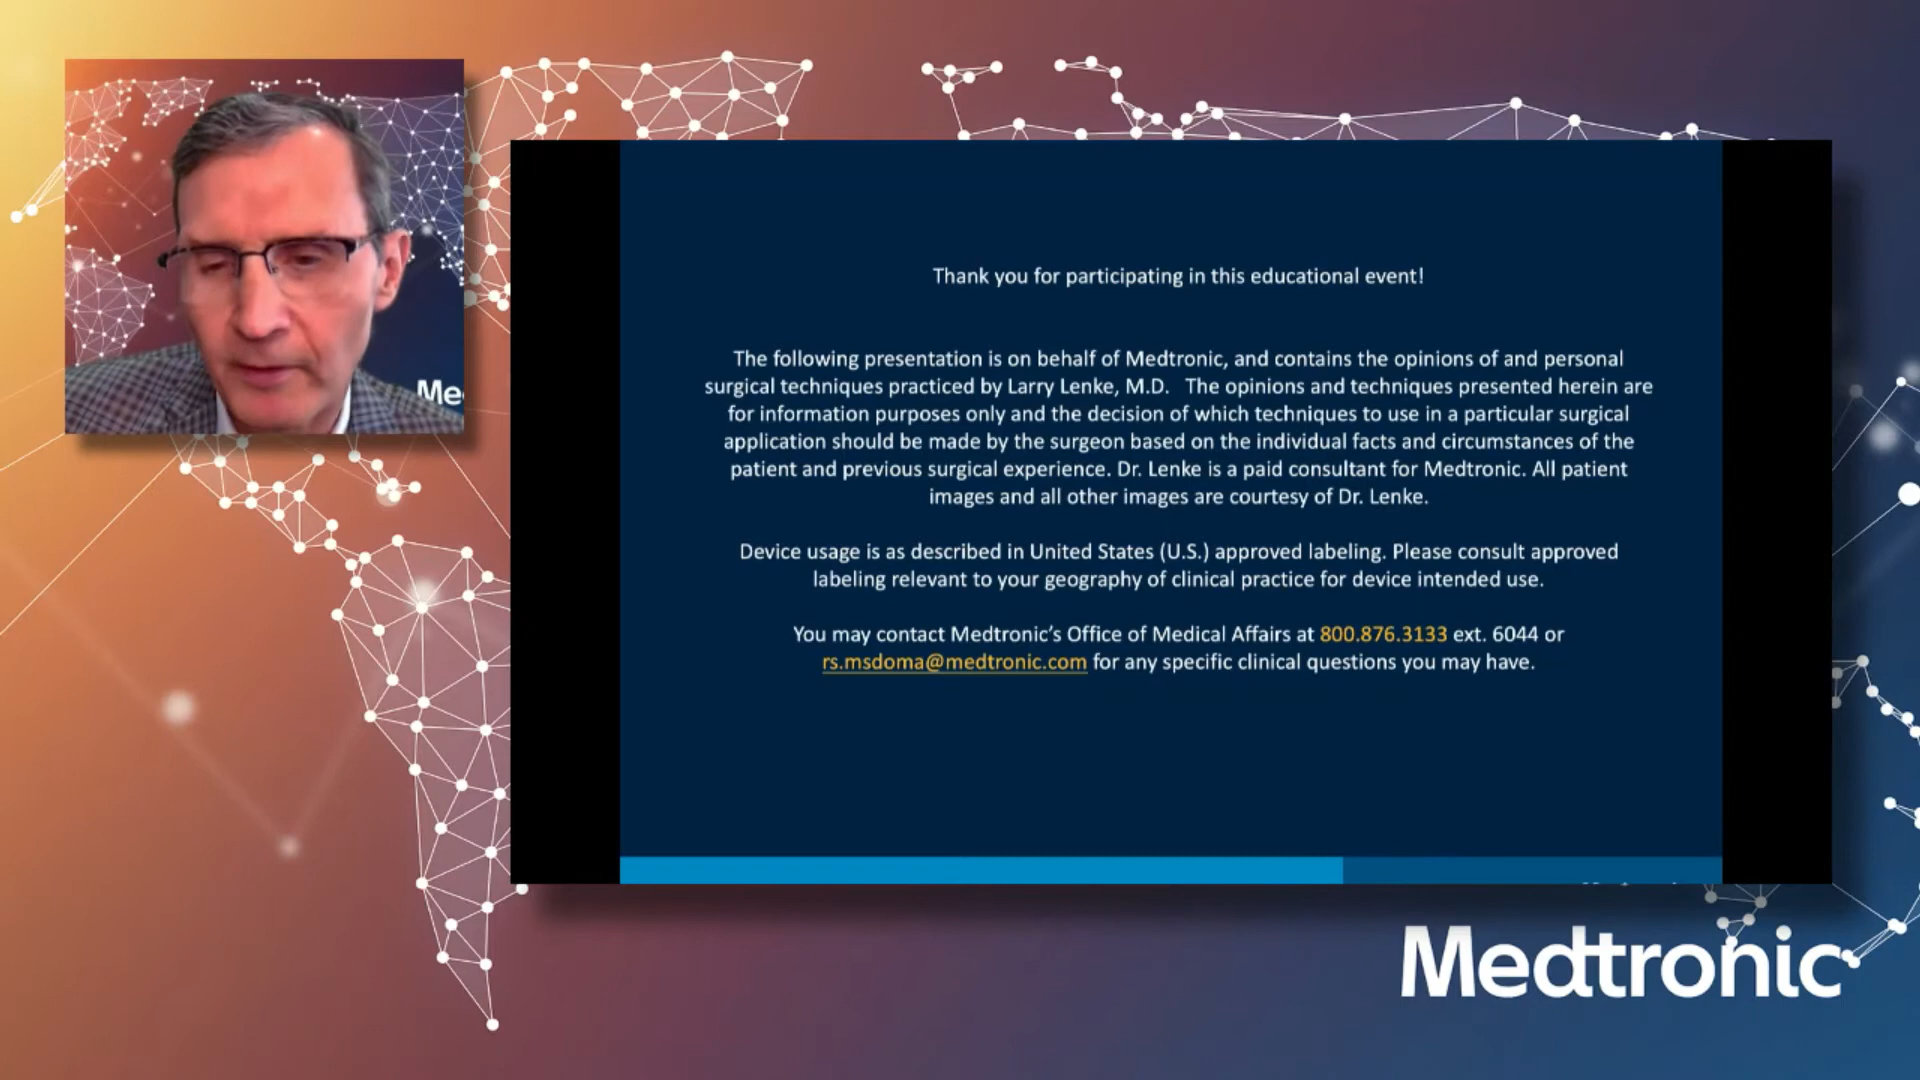 Me
Thank you for participating in this educational event!
The following presentation is on behalf of Medtronic, and contains the opinions of and personal
surgical techniques practiced by Larry Lenke, M.D. The opinions and techniques presented herein are
for information purposes only and the decision of which techniques to use in a particular surgical
application should be made by the surgeon based on the individual facts and circumstances of the
patient and previous surgical experience. Dr. Lenke is a paid consultant for Medtronic. All patient
images and all other images are courtesy of Dr. Lenke.
Device usage is as described in United States (U.S.) approved labeling. Please consult approved
labeling relevant to your geography of clinical practice for device intended use.
You may contact Medtronic’s Office of Medical Affairs at 800.876.3133 ext. 6044 or
rs.msdoma@medtronic.com for any specific clinical questions you may have.
Medtronic